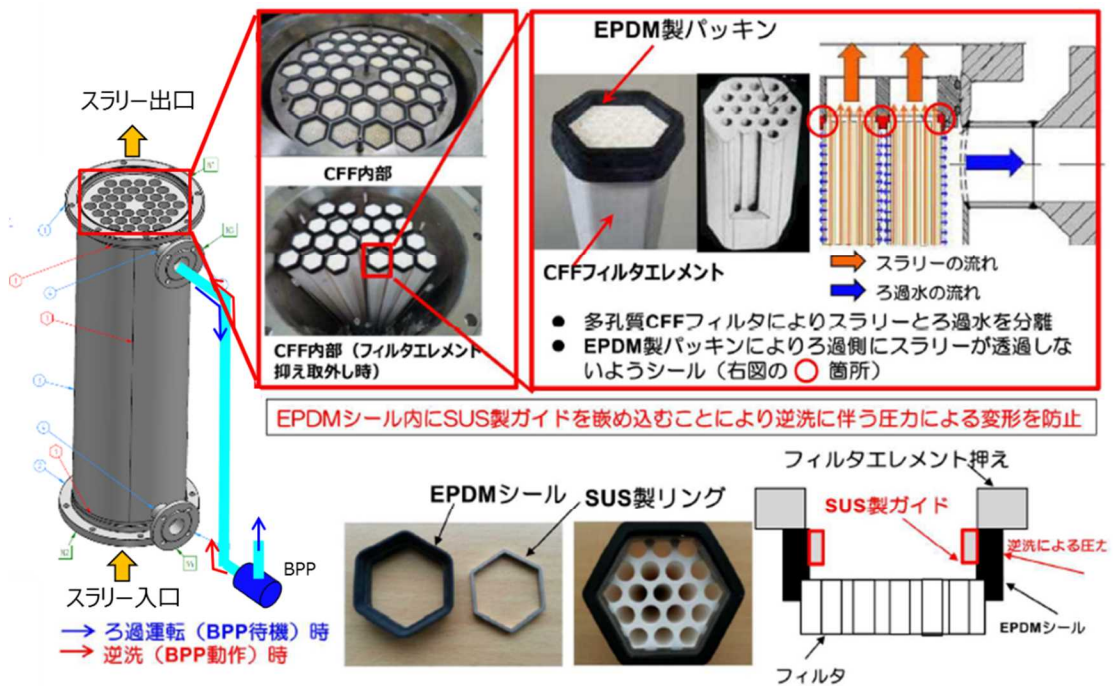 スラリー出口
CFF内部
CFF内部(フィルタエレメント
抑え取外し時)
EPDM製パッキン
CFFフィルタエレメント
スラリーの流れ
ろ過水の流れ
● 多孔質CFFフィルタによりスラリーとろ過水を分離
● EPDM製パッキンによりろ過側にスラリーが透過しな
いようシール(右図の ○ 箇所)
EPDMシール内にSUS製ガイドを嵌め込むことにより逆洗に伴う圧力による変形を防止
EPDMシール
SUS製リング
フィルタエレメント押え
SUS製ガイド
逆洗による圧力
EPDMシール
フィルタ
BPP
スラリー入口
ろ過運転(BPP待機)時
逆洗(BPP動作)時